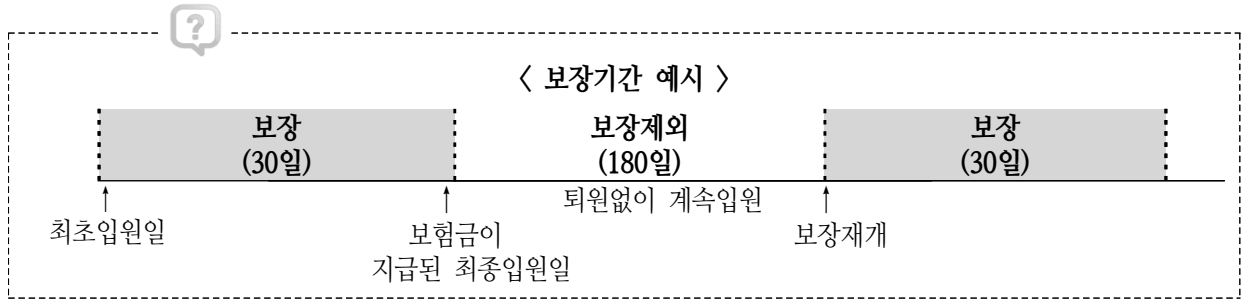 ?
〈 보장기간 예시 〉
보장 보장제외 보장
(30일) (180일) (30일)
퇴원없이 계속입원
최초입원일 보험금이 보장재개
지급된 최종입원일